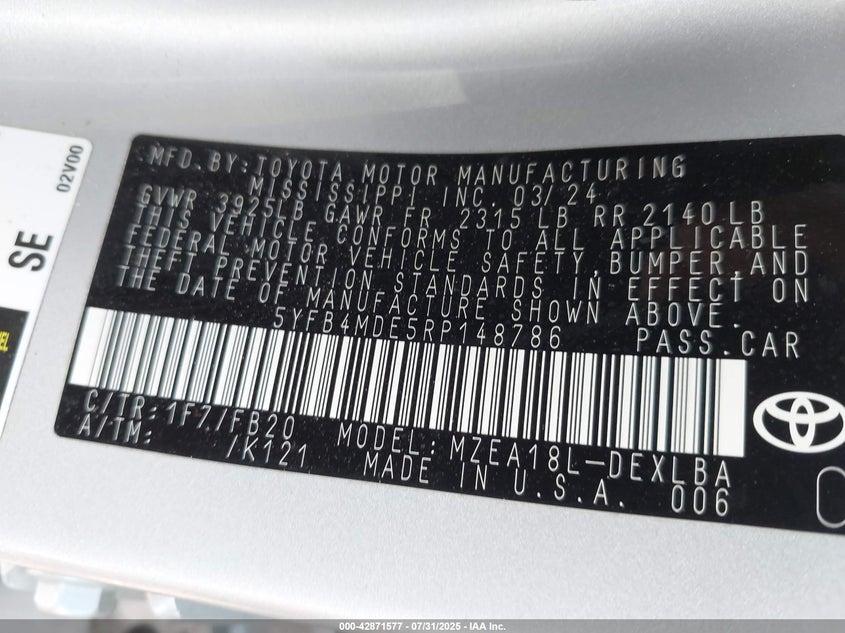 02V00
SE
MFD. BY: TOYOTA MOTOR MANUFACTURING
MISSISSIPPI, INC. 03/24
GVWR 3925LB GAWR FR 2315 LB RR 2140 LB
THIS VEHICLE CONFORMS TO ALL APPLICABLE
FEDERAL MOTOR VEHICLE SAFETY, BUMPER, AND
THEFT PREVENTION STANDARDS IN EFFECT ON
THE DATE OF MANUFACTURE SHOWN ABOVE.
5YFB4MDE5RP148786 PASS.CAR
C/TR: 1F7/FB20 MODEL: MZEA18L-DEXLBA
A/TM: /K121 MADE IN U.S.A. 006
000-42871577 - 07/31/2025 - IAA Inc.